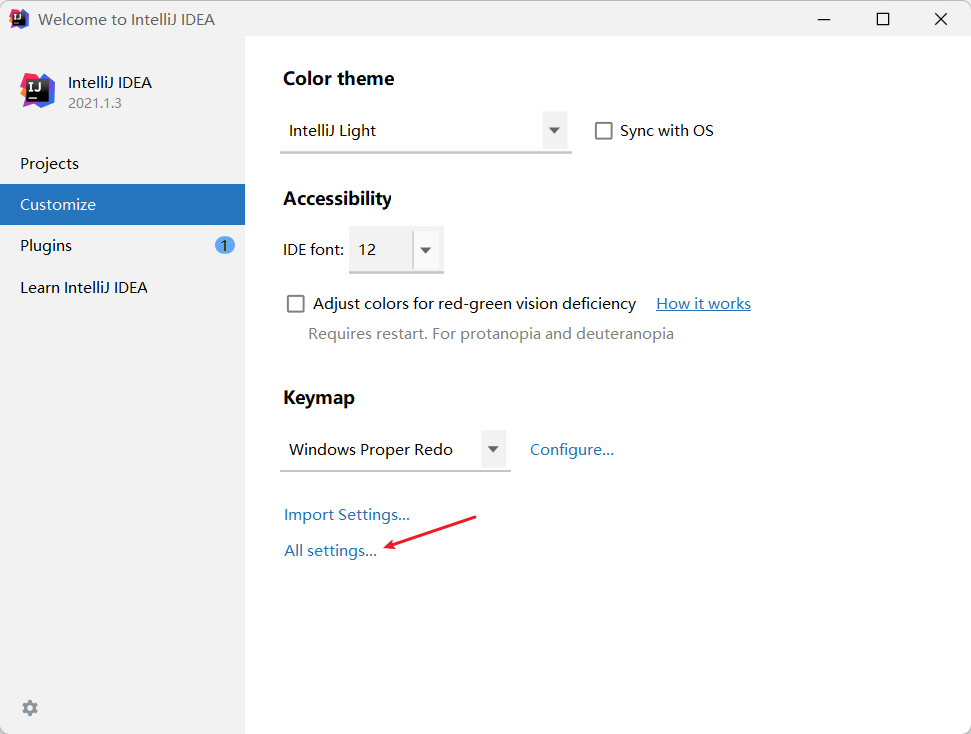 Welcome to IntelliJ IDEA
IntelliJ IDEA
2021.1.3
Projects
Customize
Plugins 1
Learn IntelliJ IDEA
Color theme
IntelliJ Light Sync with OS
Accessibility
IDE font: 12
Adjust colors for red-green vision deficiency How it works
Requires restart. For protanopia and deuteranopia
Keymap
Windows Proper Redo Configure...
Import Settings...
All settings...